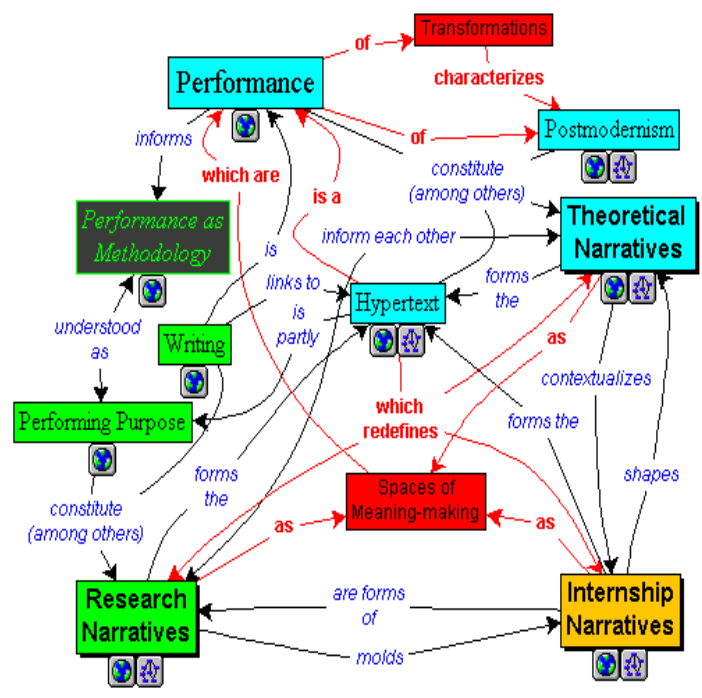 Transformations
of
Performance
characterizes
Postmodernism
informs
of
which are
constitute
(among others)
is a
Performance as
Methodology
Theoretical
Narratives
is
inform each other
links to
forms
the
Hypertext
is
partly
understood
as
Writing
as
contextualizes
which
redefines
Performing Purpose
forms the
forms
the
shapes
Spaces of
Meaning-making
constitute
(among others)
as
as
Research
Narratives
are forms
of
Internship
Narratives
molds